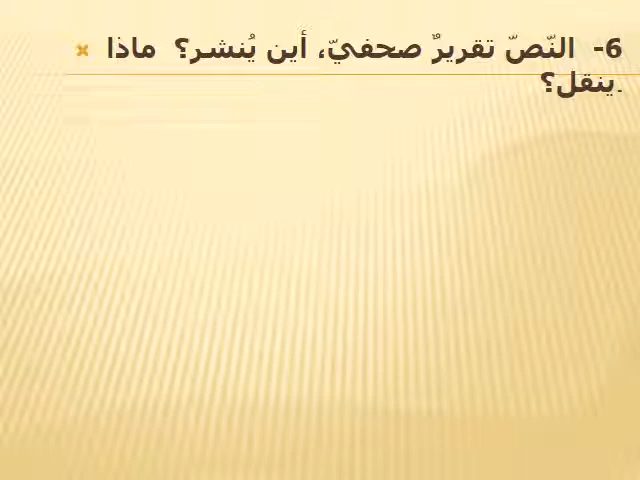 6- النّصّ تقريرٌ صحفيّ، أين يُنشر؟ ماذا
ينقل؟.